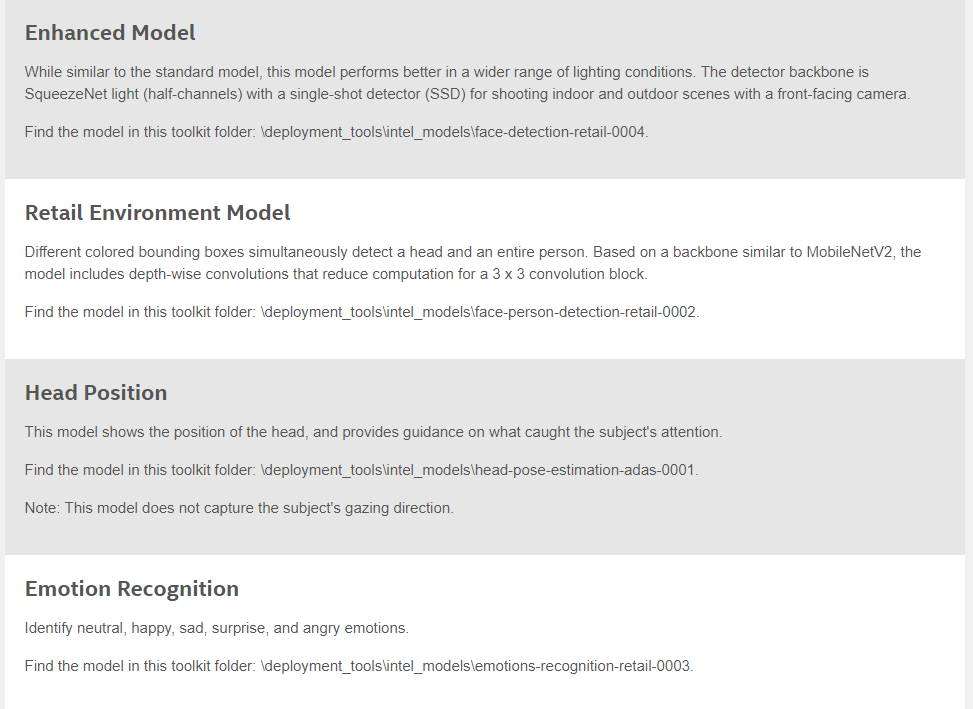 Enhanced Model
While similar to the standard model, this model performs better in a wider range of lighting conditions. The detector backbone is
SqueezeNet light (half-channels) with a single-shot detector (SSD) for shooting indoor and outdoor scenes with a front-facing camera.
Find the model in this toolkit folder: \deployment_tools\intel_models\face-detection-retail-0004.
Retail Environment Model
Different colored bounding boxes simultaneously detect a head and an entire person. Based on a backbone similar to MobileNetV2, the
model includes depth-wise convolutions that reduce computation for a 3 x 3 convolution block.
Find the model in this toolkit folder: \deployment_tools\intel_models\face-person-detection-retail-0002.
Head Position
This model shows the position of the head, and provides guidance on what caught the subject's attention.
Find the model in this toolkit folder: \deployment_tools\intel_models\head-pose-estimation-adas-0001.
Note: This model does not capture the subject's gazing direction.
Emotion Recognition
Identify neutral, happy, sad, surprise, and angry emotions.
Find the model in this toolkit folder: \deployment_tools\intel_models\emotions-recognition-retail-0003.